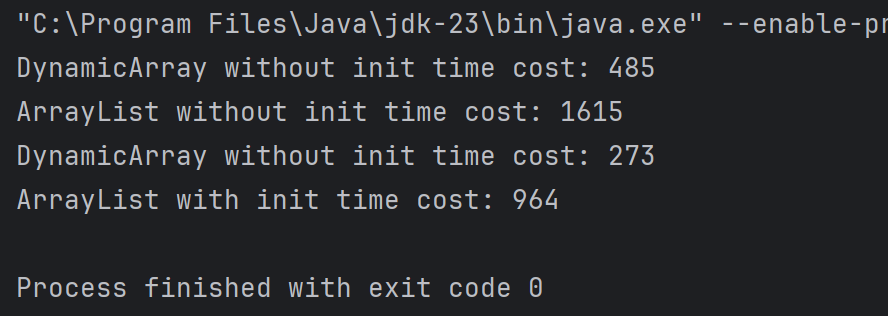 "C:\Program Files\Java\jdk-23\bin\java.exe" --enable-pr
DynamicArray without init time cost: 485
ArrayList without init time cost: 1615
DynamicArray without init time cost: 273
ArrayList with init time cost: 964
Process finished with exit code 0